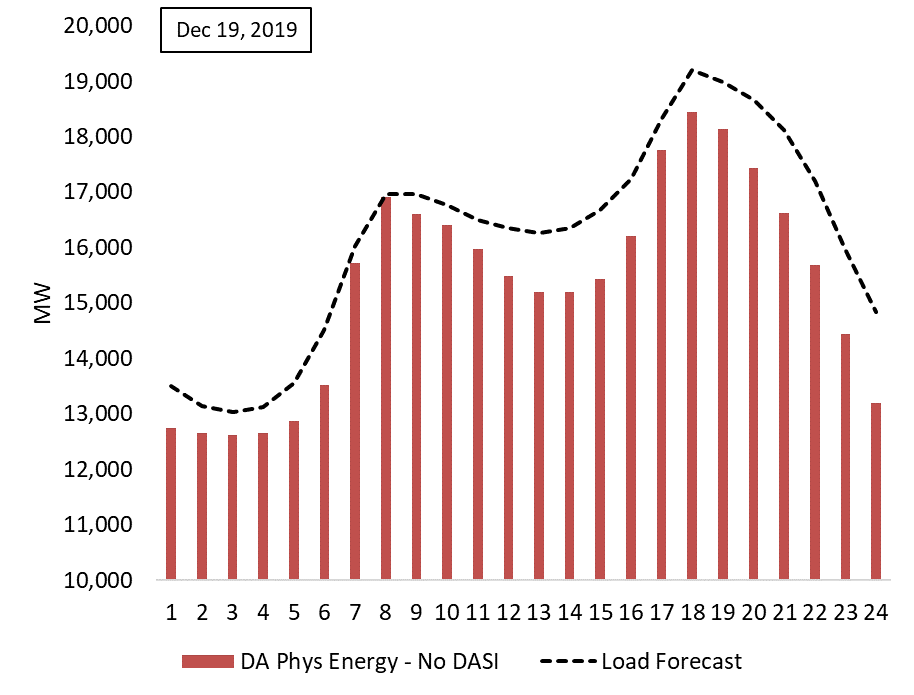 Dec 19, 2019
20,000
19,000
18,000
17,000
16,000
15,000
14,000
13,000
12,000
11,000
10,000
MW
1 2 3 4 5 6 7 8 9 10 11 12 13 14 15 16 17 18 19 20 21 22 23 24
DA Phys Energy - No DASI Load Forecast